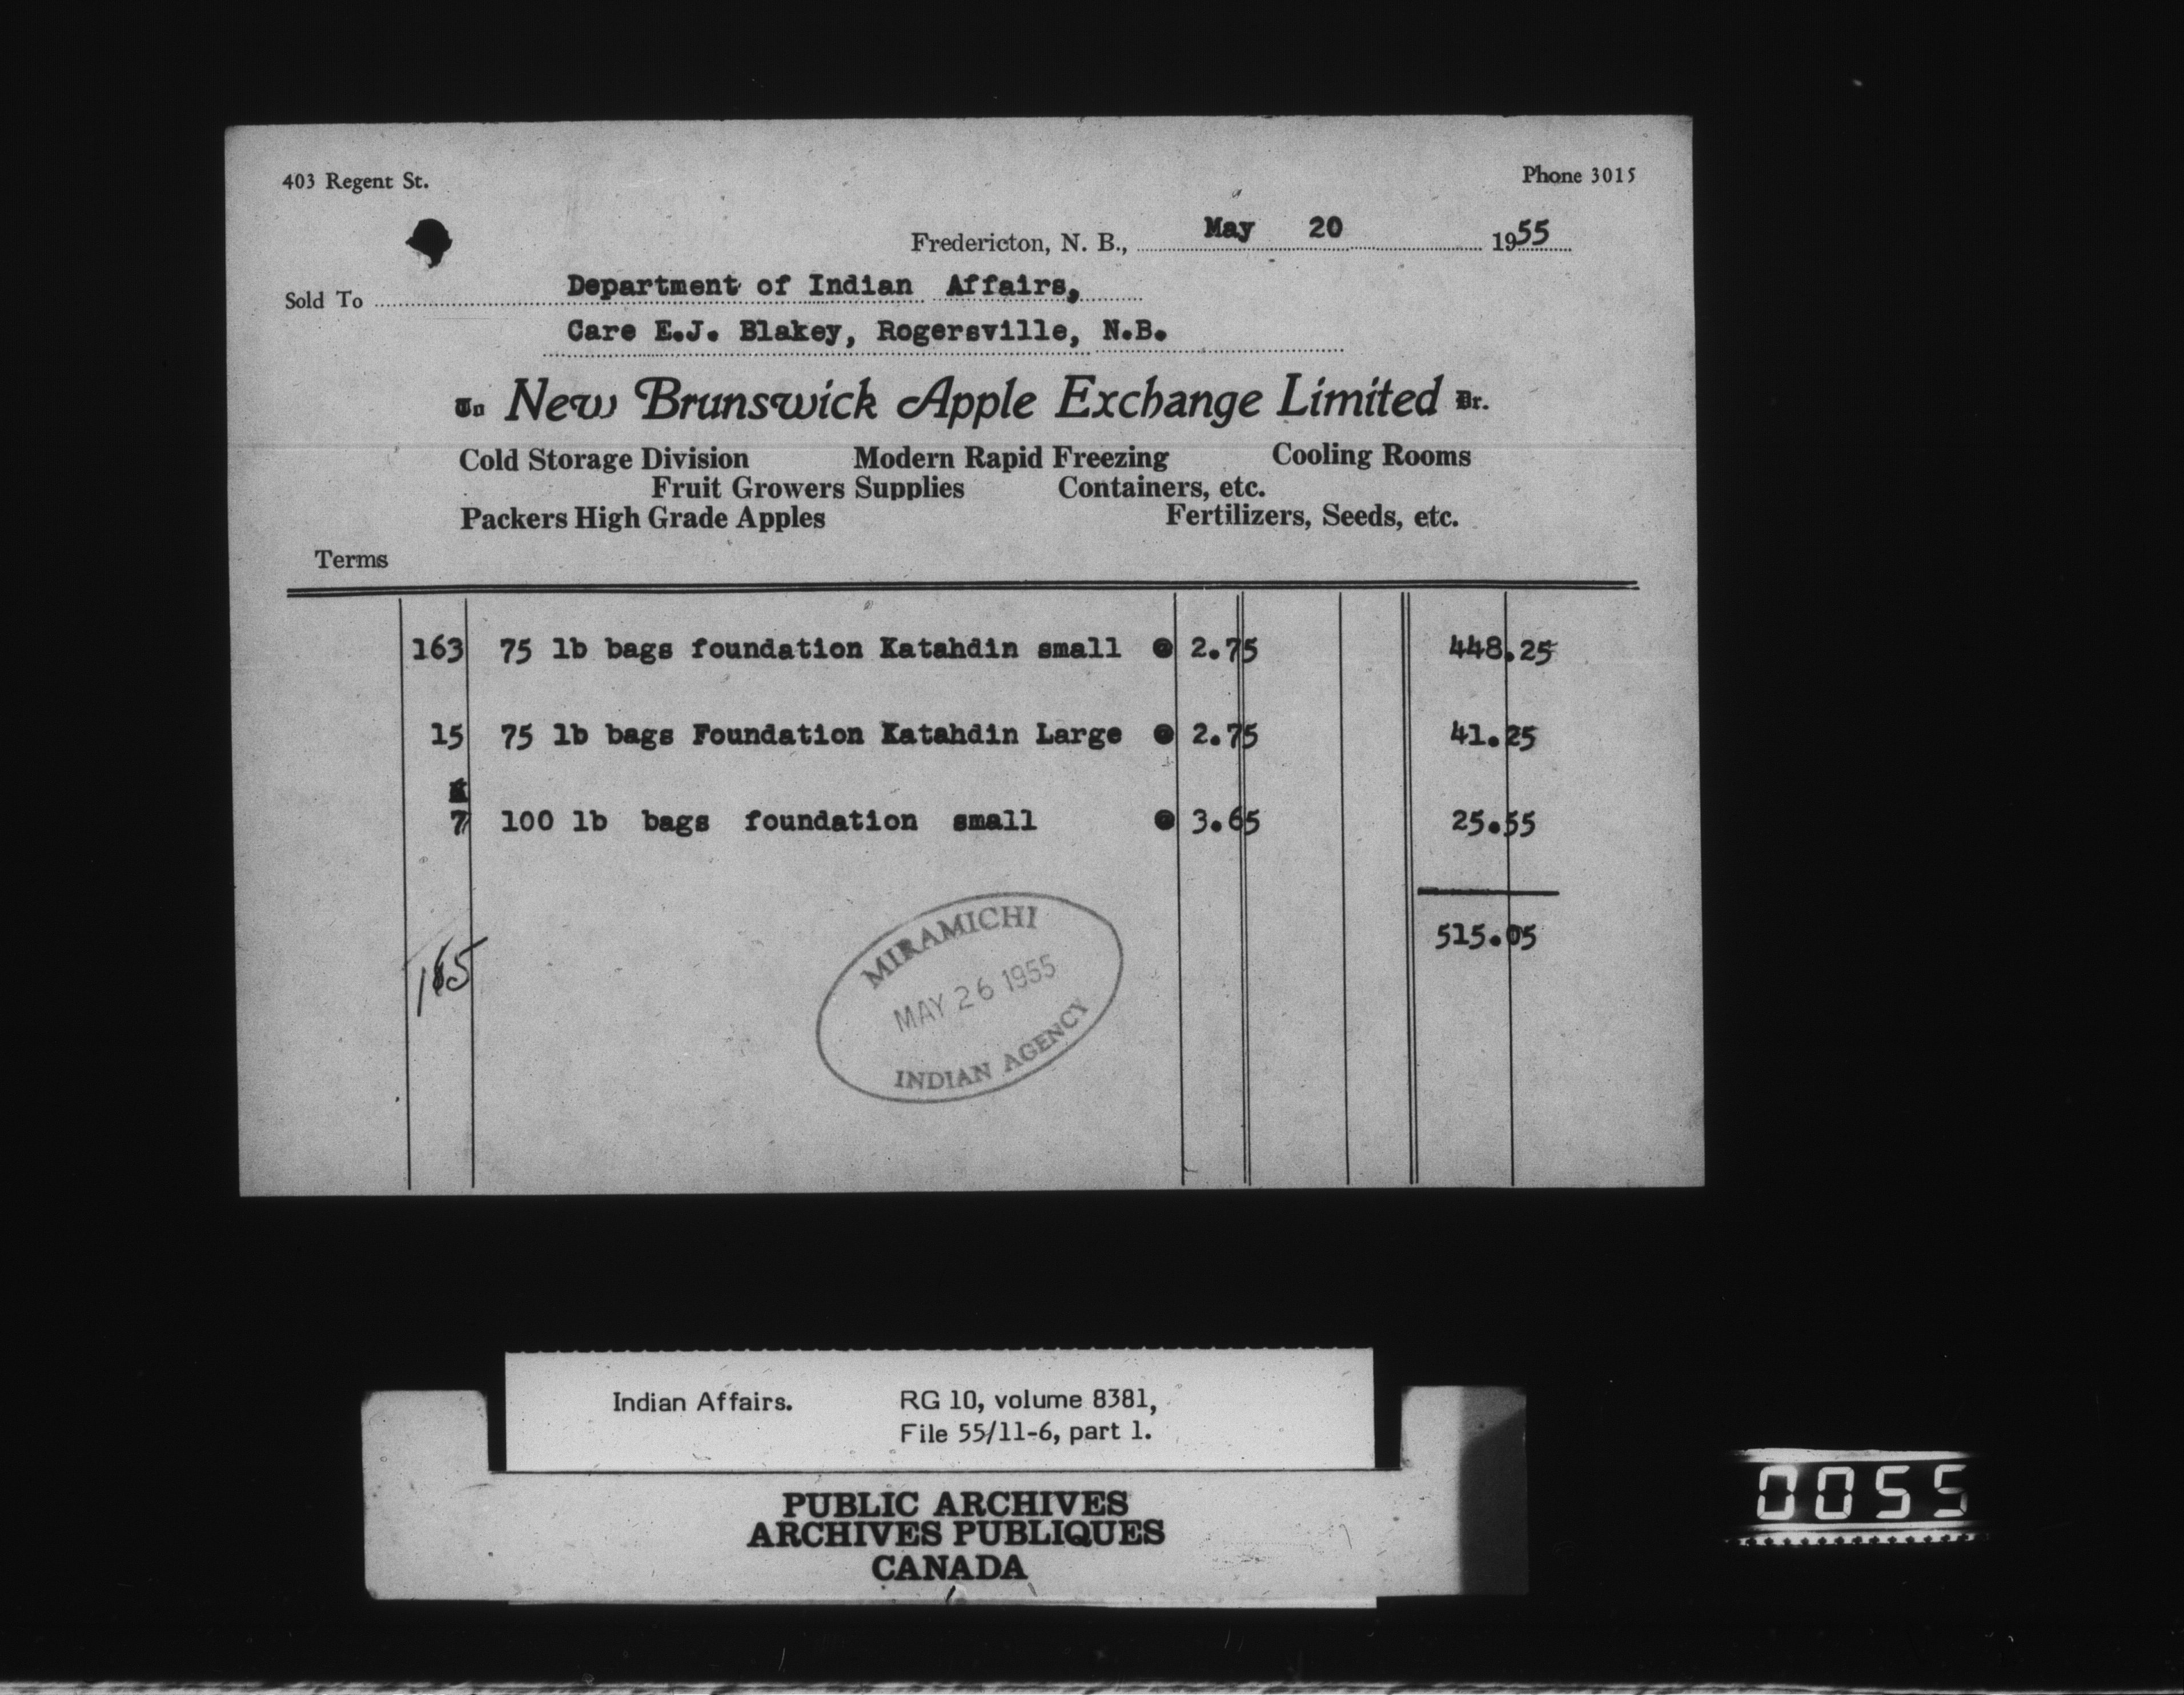 403 Regent St.
Phone 3015
Fredericton, N. B., May 20 1955
Sold To Department of Indian Affairs,
Care E.J. Blakey, Rogersville, N.B.
To New Brunswick Apple Exchange Limited Dr.
Cold Storage Division Modern Rapid Freezing Cooling Rooms
Fruit Growers Supplies Containers, etc.
Packers High Grade Apples Fertilizers, Seeds, etc.
Terms
163 75 lb bags foundation Katahdin small @ 2.75 448.25
15 75 lb bags Foundation Katahdin Large @ 2.75 41.25
7 100 lb bags foundation small @ 3.65 25.55
515.05
MIRAMICHI
MAY 26 1955
INDIAN AGENCY
Indian Affairs. RG 10, volume 8381,
File 55/11-6, part 1.
PUBLIC ARCHIVES
ARCHIVES PUBLIQUES
CANADA
0055